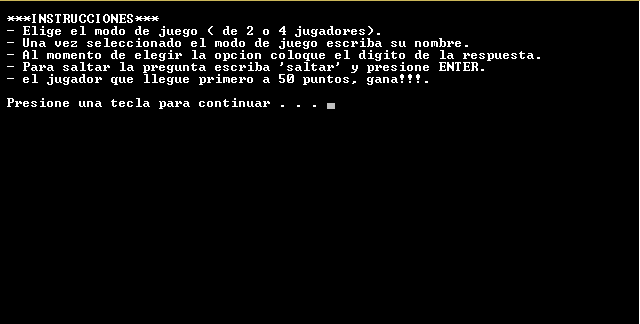 ***INSTRUCCIONES***
- Elige el modo de juego ( de 2 o 4 jugadores).
- Una vez seleccionado el modo de juego escriba su nombre.
- Al momento de elegir la opcion coloque el digito de la respuesta.
- Para saltar la pregunta escriba 'saltar' y presione ENTER.
- el jugador que llegue primero a 50 puntos, gana!!!.
Presione una tecla para continuar . . .